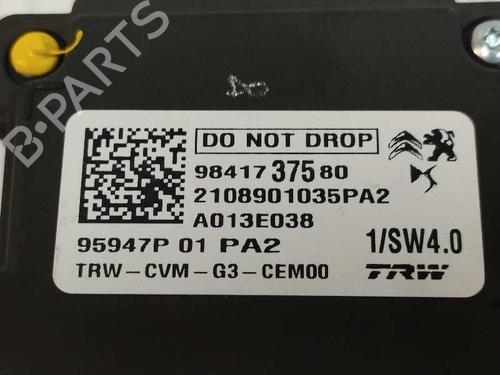 B-PARTS
DO NOT DROP
98417 375 80
2108901035PA2
A013E038
95947P 01 PA2
1/SW4.0
TRW-CVM-G3-CEM00
TRW